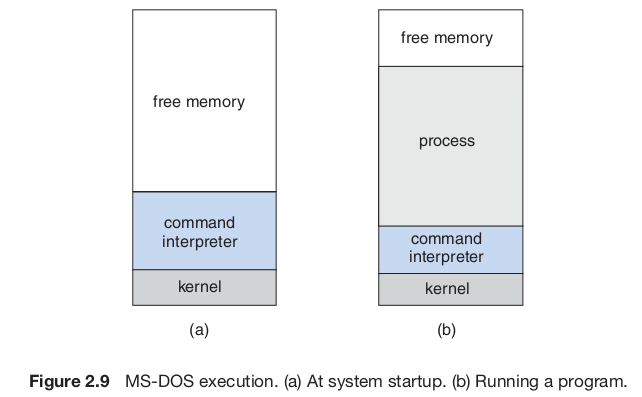 free memory
command
interpreter
kernel
(a)
free memory
process
command
interpreter
kernel
(b)
Figure 2.9 MS-DOS execution. (a) At system startup. (b) Running a program.